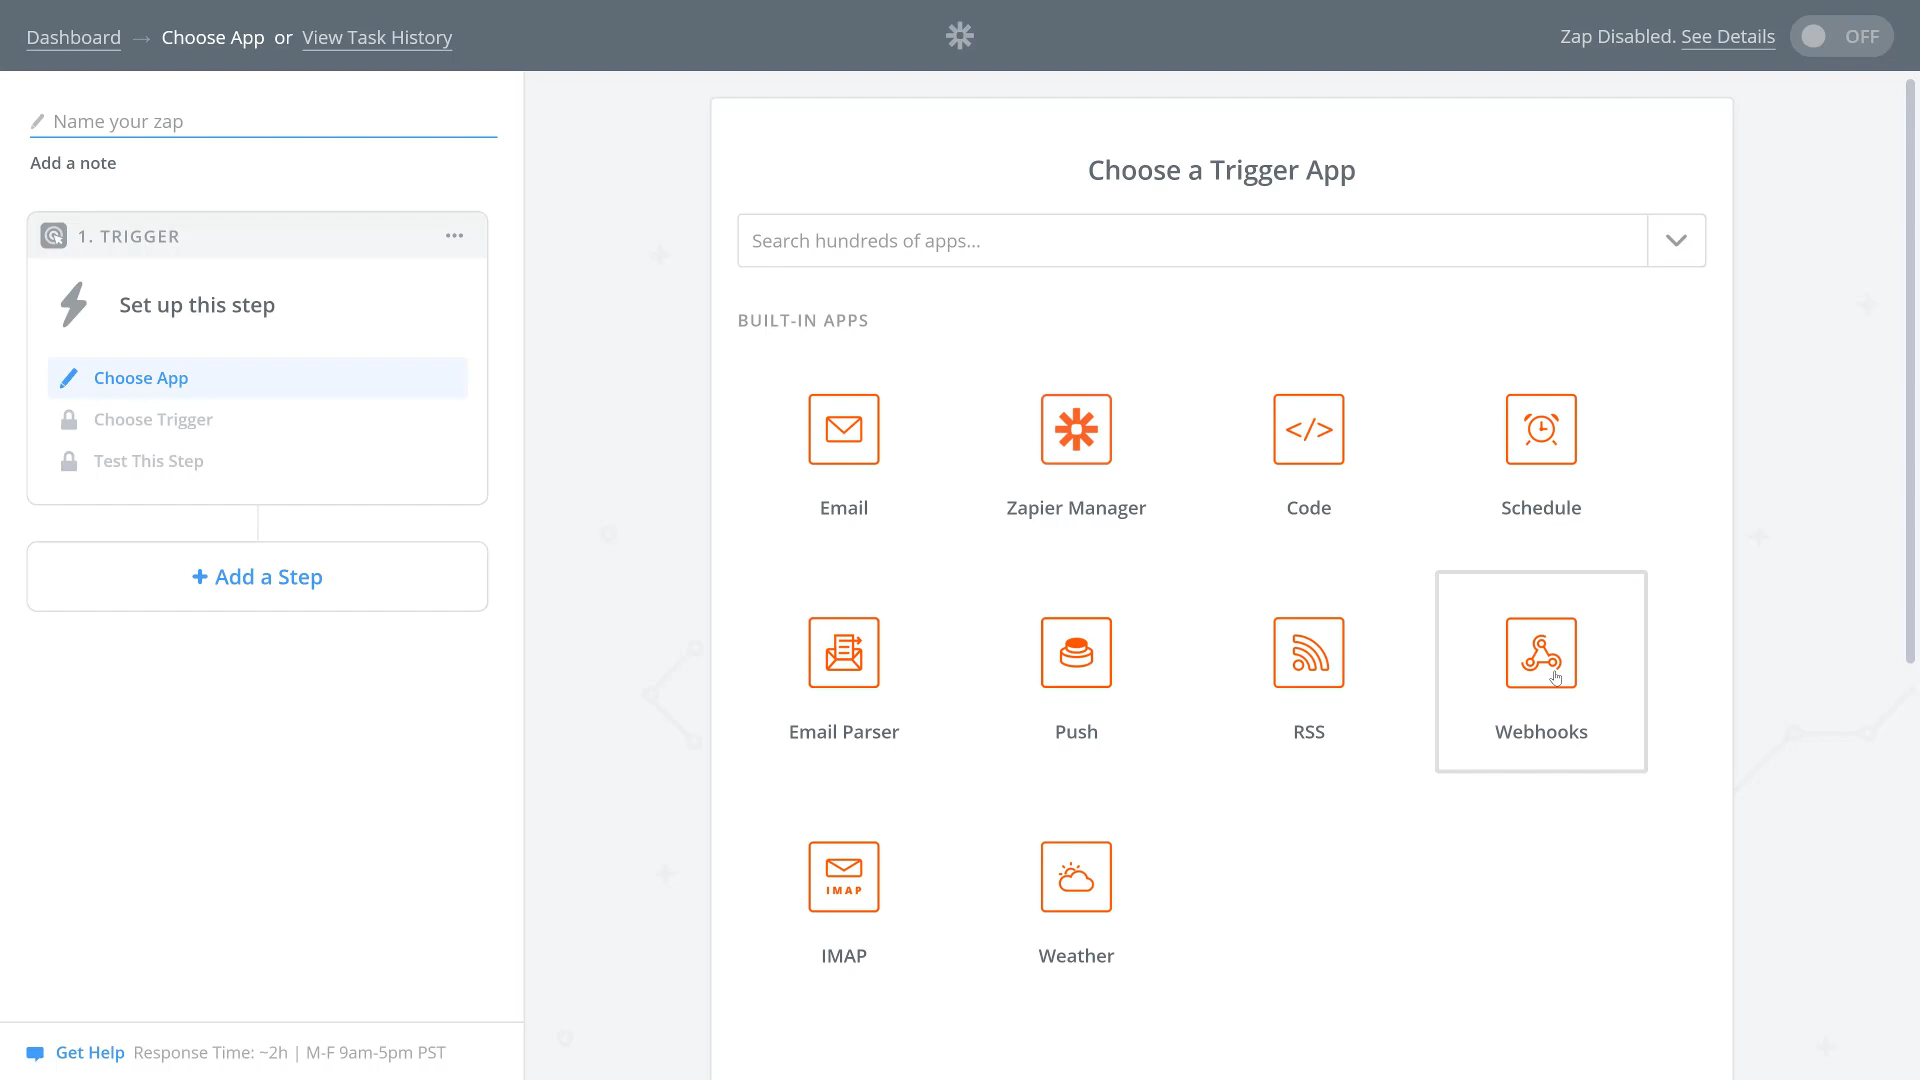 Dashboard → Choose App or View Task History
Zap Disabled. See Details OFF
Name your zap
Add a note
1. TRIGGER
Set up this step
Choose App
Choose Trigger
Test This Step
+ Add a Step
Get Help Response Time: ~2h | M-F 9am-5pm PST
Choose a Trigger App
Search hundreds of apps...
BUILT-IN APPS
</>
Email Zapier Manager Code Schedule
Email Parser Push RSS Webhooks
IMAP
IMAP Weather